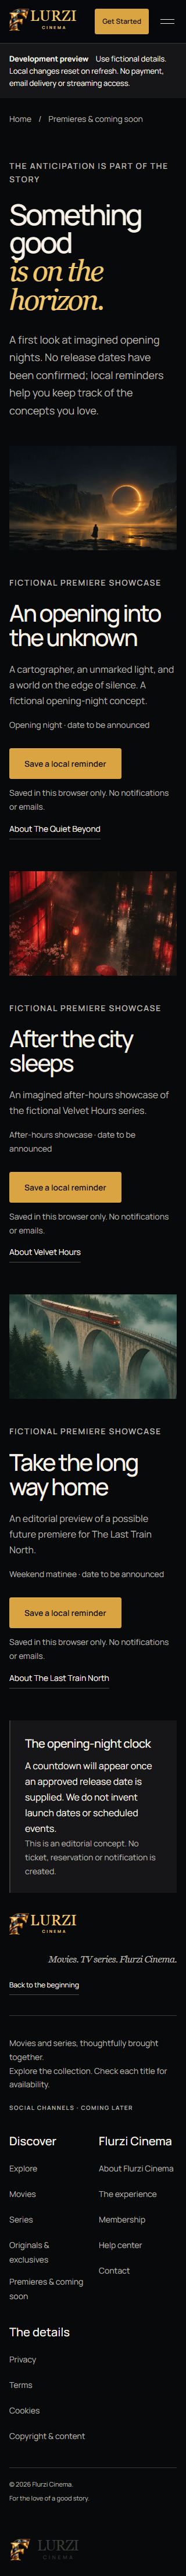 LURZI
CINEMA
Get Started
Development preview Use fictional details.
Local changes reset on refresh. No payment,
email delivery or streaming access.
Home / Premieres & coming soon
THE ANTICIPATION IS PART OF THE
STORY
Something
good
is on the
horizon.
A first look at imagined opening
nights. No release dates have
been confirmed; local reminders
help you keep track of the
concepts you love.
FICTIONAL PREMIERE SHOWCASE
An opening into
the unknown
A cartographer, an unmarked light, and
a world on the edge of silence. A
fictional opening-night concept.
Opening night · date to be announced
Save a local reminder
Saved in this browser only. No notifications
or emails.
About The Quiet Beyond
FICTIONAL PREMIERE SHOWCASE
After the city
sleeps
An imagined after-hours showcase of
the fictional Velvet Hours series.
After-hours showcase · date to be
announced
Save a local reminder
Saved in this browser only. No notifications
or emails.
About Velvet Hours
FICTIONAL PREMIERE SHOWCASE
Take the long
way home
An editorial preview of a possible
future premiere for The Last Train
North.
Weekend matinee · date to be announced
Save a local reminder
Saved in this browser only. No notifications
or emails.
About The Last Train North
The opening-night clock
A countdown will appear once
an approved release date is
supplied. We do not invent
launch dates or scheduled
events.
This is an editorial concept. No
ticket, reservation or notification is
created.
LURZI
CINEMA
Movies. TV series. Flurzi Cinema.
Back to the beginning
Movies and series, thoughtfully brought
together.
Explore the collection. Check each title for
availability.
SOCIAL CHANNELS · COMING LATER
Discover
Explore
Movies
Series
Originals &
exclusives
Premieres & coming
soon
Flurzi Cinema
About Flurzi Cinema
The experience
Membership
Help center
Contact
The details
Privacy
Terms
Cookies
Copyright & content
© 2026 Flurzi Cinema.
For the love of a good story.
LURZI
CINEMA